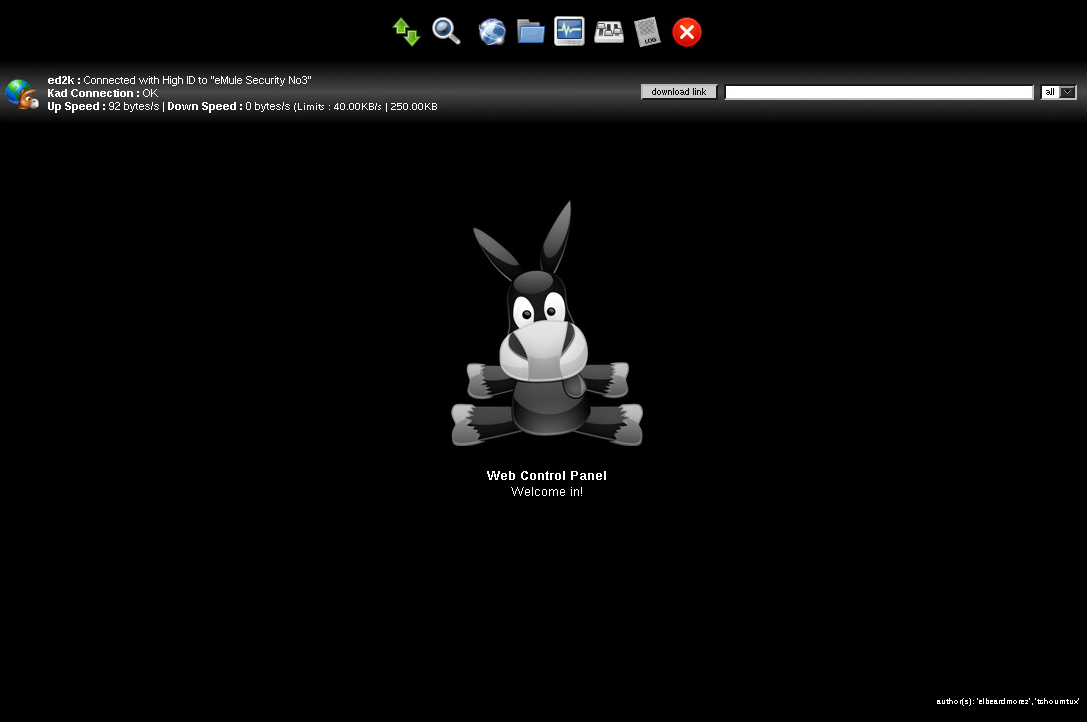 LOG
ed2k : Connected with High ID to "eMule Security No3"
Kad Connection : OK
Up Speed : 92 bytes/s | Down Speed : 0 bytes/s (Limits : 40.00KB/s | 250.00KB
download link
all
Web Control Panel
Welcome in!
author(s): 'elbeardmorez', 'tchoumtux'